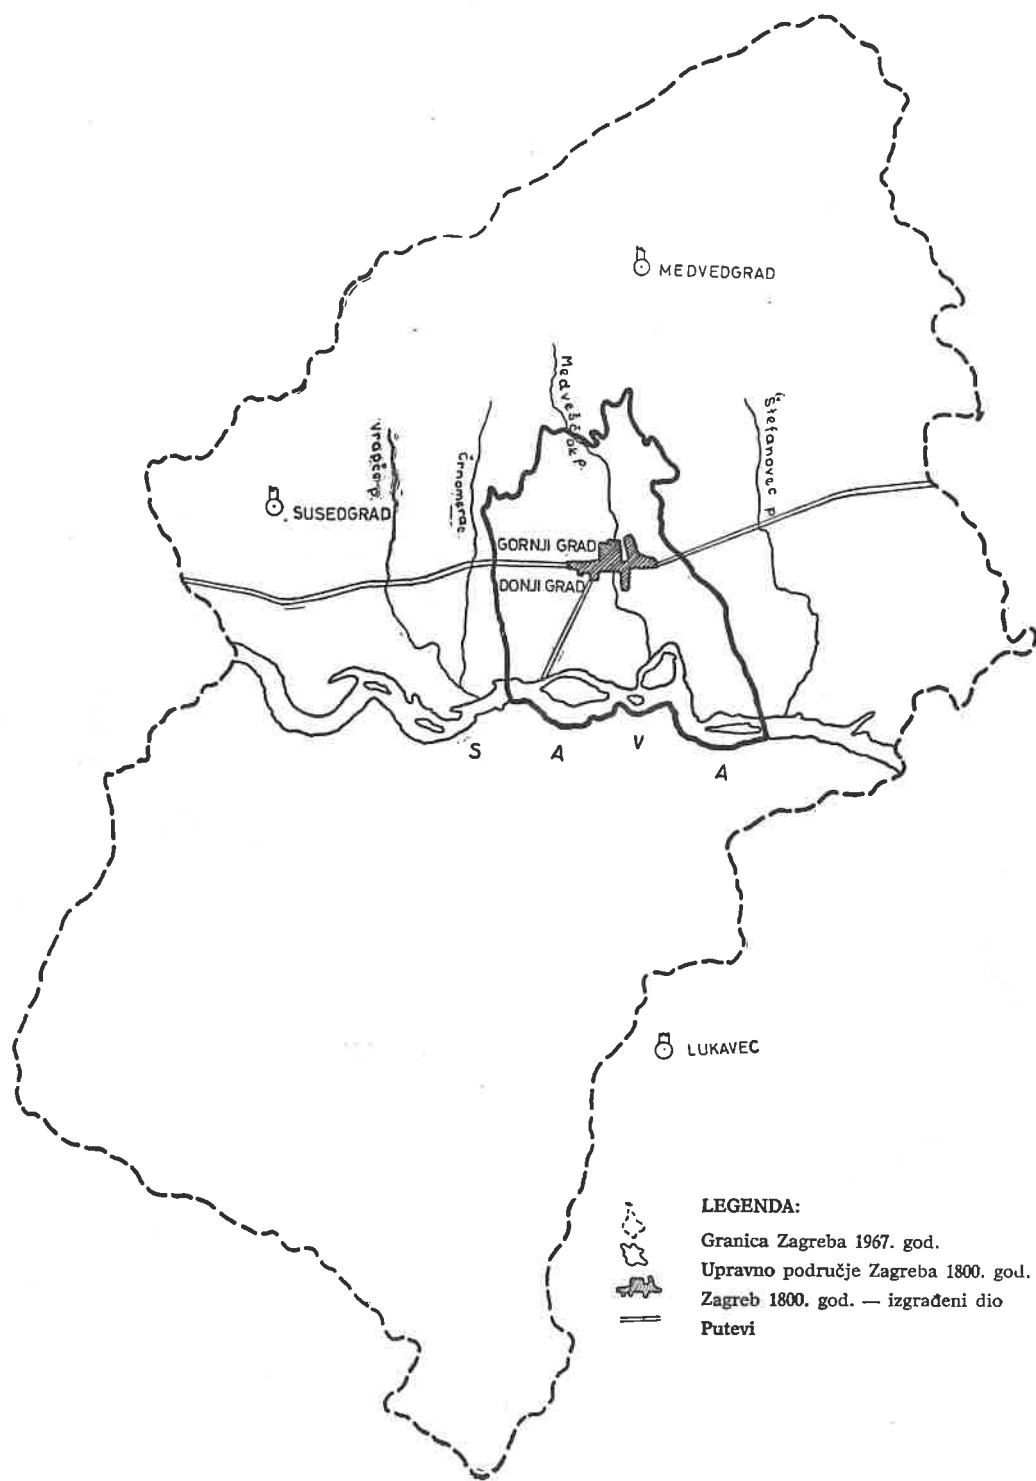 MEDVEDGRAD
Medveščak p.
Štefanovec p.
Vrapče p.
Črnomerec
SUSEDGRAD
GORNJI GRAD
DONJI GRAD
S A V A
LUKAVEC
LEGENDA:
Granica Zagreba 1967. god.
Upravno područje Zagreba 1800. god.
Zagreb 1800. god. — izgrađeni dio
Putevi